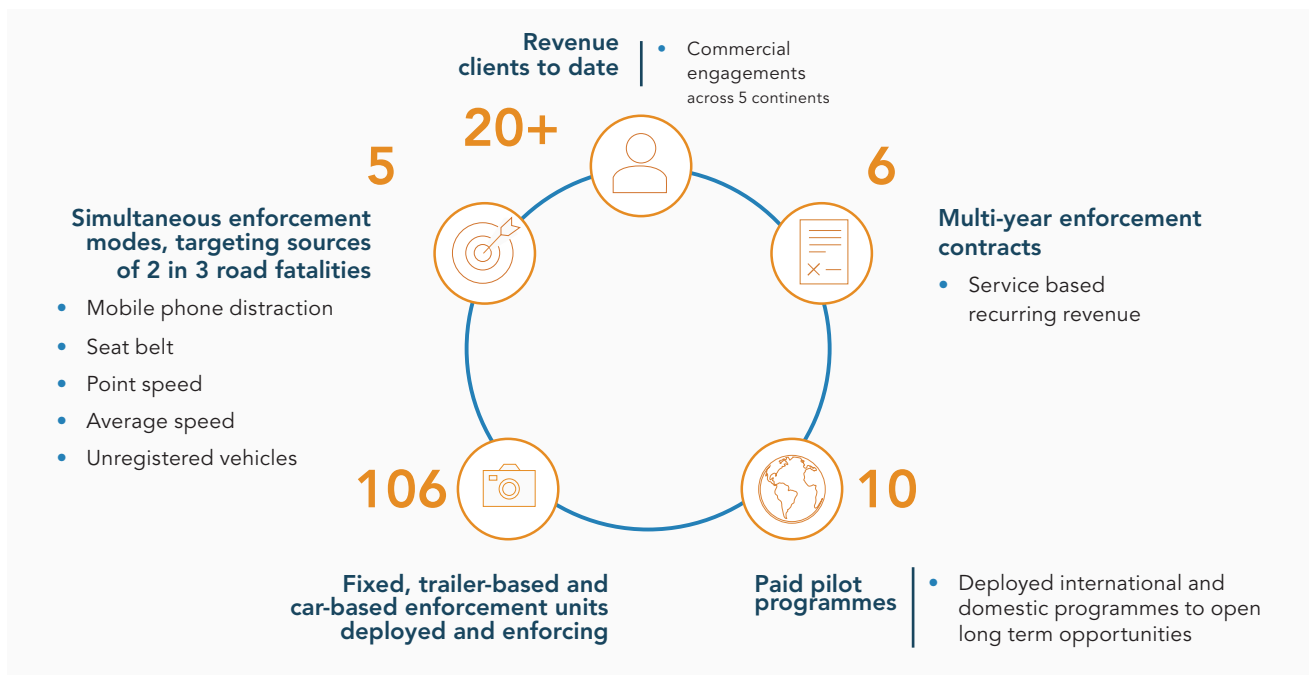 Revenue
clients to date
• Commercial
engagements
across 5 continents
20+
6
Multi-year enforcement
contracts
• Service based
recurring revenue
10
Paid pilot
programmes
• Deployed international and
domestic programmes to open
long term opportunities
106
Fixed, trailer-based and
car-based enforcement units
deployed and enforcing
5
Simultaneous enforcement
modes, targeting sources
of 2 in 3 road fatalities
• Mobile phone distraction
• Seat belt
• Point speed
• Average speed
• Unregistered vehicles